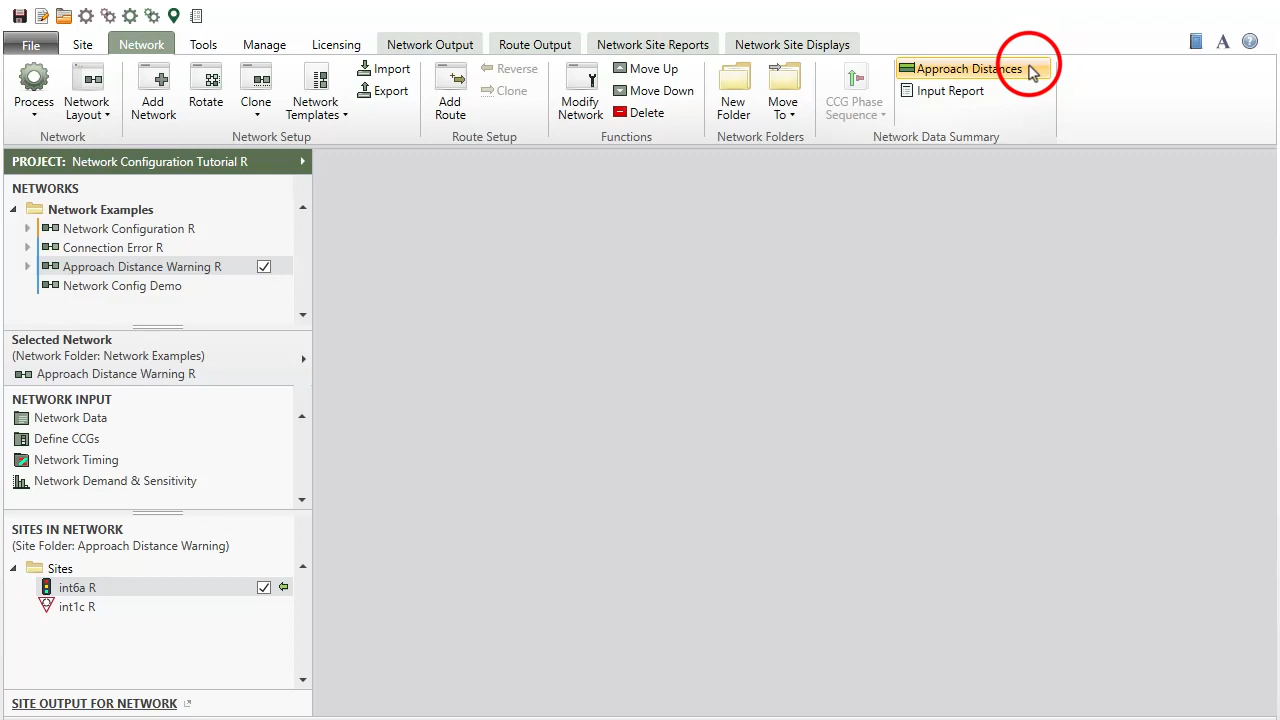 File Site Network Tools Manage Licensing Network Output Route Output Network Site Reports Network Site Displays A ?
Process Network Layout Add Network Rotate Clone Network Templates Import Export Add Route Reverse Clone Modify Network Move Up Move Down Delete New Folder Move To CCG Phase Sequence Approach Distances Input Report
Network Network Setup Route Setup Functions Network Folders Network Data Summary
PROJECT: Network Configuration Tutorial R
NETWORKS
Network Examples
Network Configuration R
Connection Error R
Approach Distance Warning R
Network Config Demo
Selected Network
(Network Folder: Network Examples)
Approach Distance Warning R
NETWORK INPUT
Network Data
Define CCGs
Network Timing
Network Demand & Sensitivity
SITES IN NETWORK
(Site Folder: Approach Distance Warning)
Sites
int6a R
int1c R
SITE OUTPUT FOR NETWORK